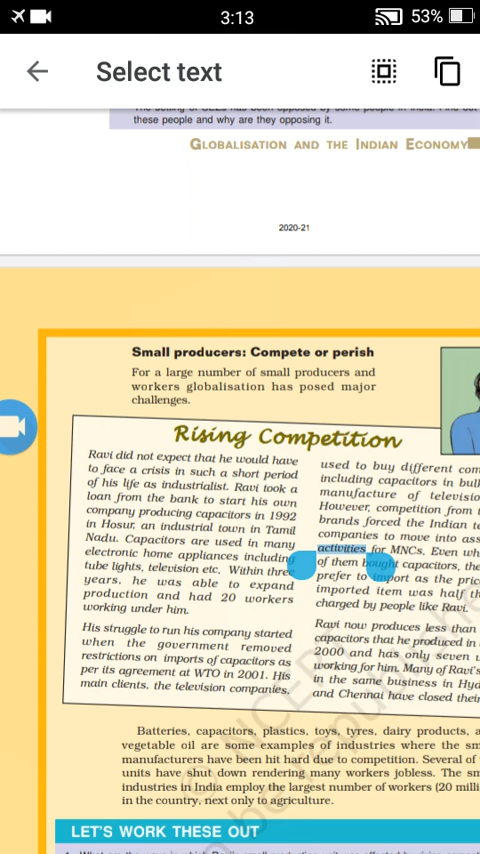 3:13
53%
Select text
these people and why are they opposing it.
GLOBALISATION AND THE INDIAN ECONOMY
2020-21
Small producers: Compete or perish
For a large number of small producers and
workers globalisation has posed major
challenges.
Rising Competition
Ravi did not expect that he would have
to face a crisis in such a short period
of his life as industrialist. Ravi took a
loan from the bank to start his own
company producing capacitors in 1992
in Hosur, an industrial town in Tamil
Nadu. Capacitors are used in many
electronic home appliances including
tube lights, television etc. Within three
years, he was able to expand
production and had 20 workers
working under him.
His struggle to run his company started
when the government removed
restrictions on imports of capacitors as
per its agreement at WTO in 2001. His
main clients, the television companies,
used to buy different com
including capacitors in bul
manufacture of televisio
However, competition from t
brands forced the Indian te
companies to move into ass
activities for MNCs. Even wh
of them bought capacitors, the
prefer to import as the pric
imported item was half th
charged by people like Ravi.
Ravi now produces less than
capacitors that he produced in
2000 and has only seven w
working for him. Many of Ravi's
in the same business in Hyd
and Chennai have closed their
Batteries, capacitors, plastics, toys, tyres, dairy products, a
vegetable oil are some examples of industries where the sm
manufacturers have been hit hard due to competition. Several of
units have shut down rendering many workers jobless. The sm
industries in India employ the largest number of workers (20 milli
in the country, next only to agriculture.
LET'S WORK THESE OUT